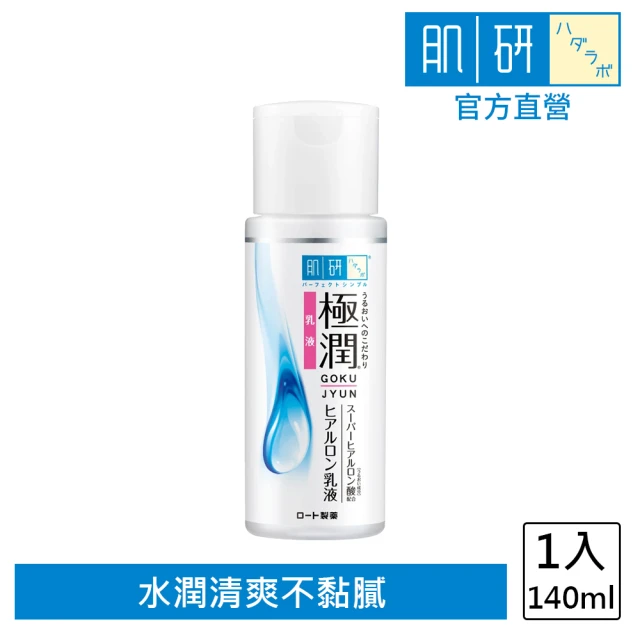 肌研
ハダラボ
官方直營
肌研
ハダラボ
パーフェクトシンプル
うるおいへのこだわり
極潤®
乳液
GOKU
JYUN
スーパーヒアルロン酸
配合
ヒアルロン乳液
ロート製薬
水潤清爽不黏膩
1入
140ml